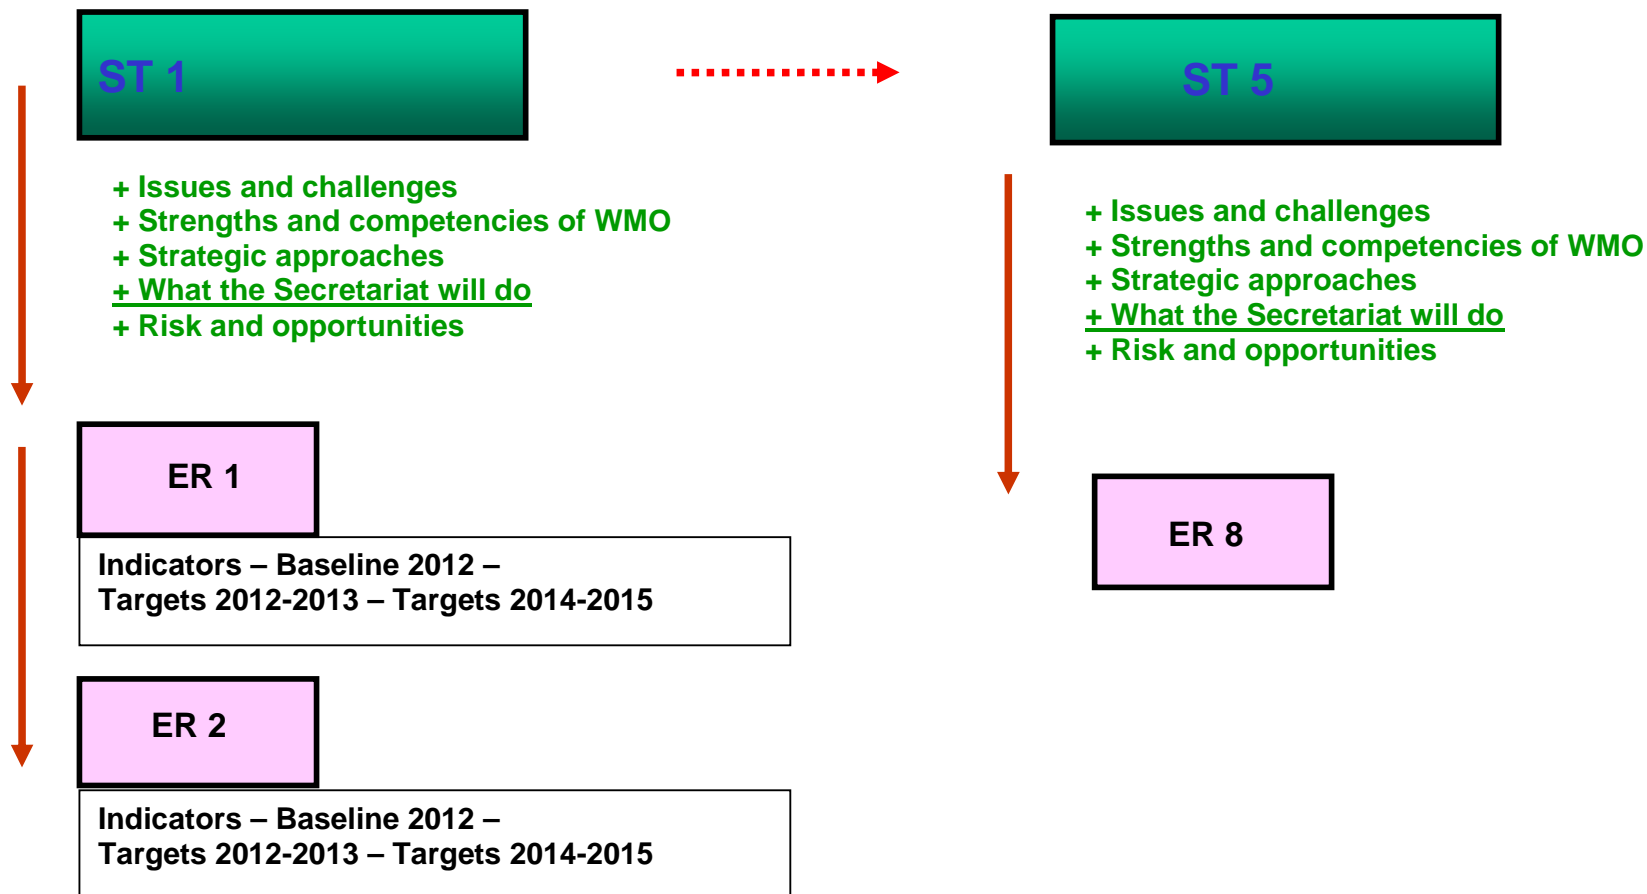 ST 1
+ Issues and challenges
+ Strengths and competencies of WMO
+ Strategic approaches
+ What the Secretariat will do
+ Risk and opportunities
ER 1
Indicators – Baseline 2012 –
Targets 2012-2013 – Targets 2014-2015
ER 2
Indicators – Baseline 2012 –
Targets 2012-2013 – Targets 2014-2015
ST 5
+ Issues and challenges
+ Strengths and competencies of WMO
+ Strategic approaches
+ What the Secretariat will do
+ Risk and opportunities
ER 8